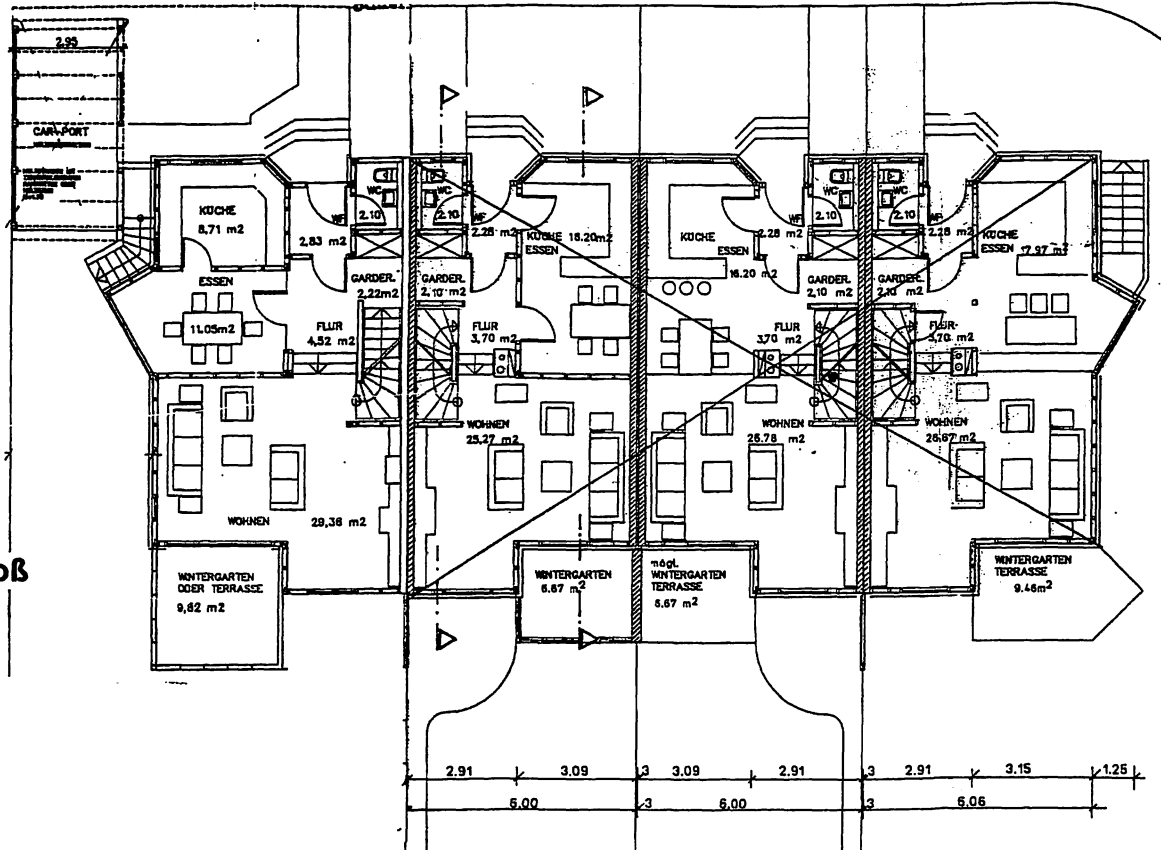 2.95
CAR-PORT
WC
2.10
WC
2.10
WC
2.10
WC
2.10
KÜCHE
8,71 m2
WF
2,83 m2
WF
2.28 m2
KÜCHE 16.20m2
ESSEN
KÜCHE
ESSEN
16.20 m2
WF
2.28 m2
WF
2.28 m2
KÜCHE
ESSEN 17.97 m2
ESSEN
11.05m2
GARDER.
2.22m2
GARDER.
2.10 m2
GARDER.
2.10 m2
GARDER.
2.10 m2
FLUR
4,52 m2
FLUR
3,70 m2
FLUR
3.70 m2
FLUR
3.70 m2
WOHNEN
29,36 m2
WOHNEN
25,27 m2
WOHNEN
26.78 m2
WOHNEN
26,67 m2
oß
WINTERGARTEN
ODER TERRASSE
9,62 m2
WINTERGARTEN
6.67 m2
mögl.
WINTERGARTEN
TERRASSE
6.67 m2
WINTERGARTEN
TERRASSE
9.46m2
2.91 3.09 3 3.09 2.91 3 2.91 3.15 1.25
6.00 3 6.00 3 6.06